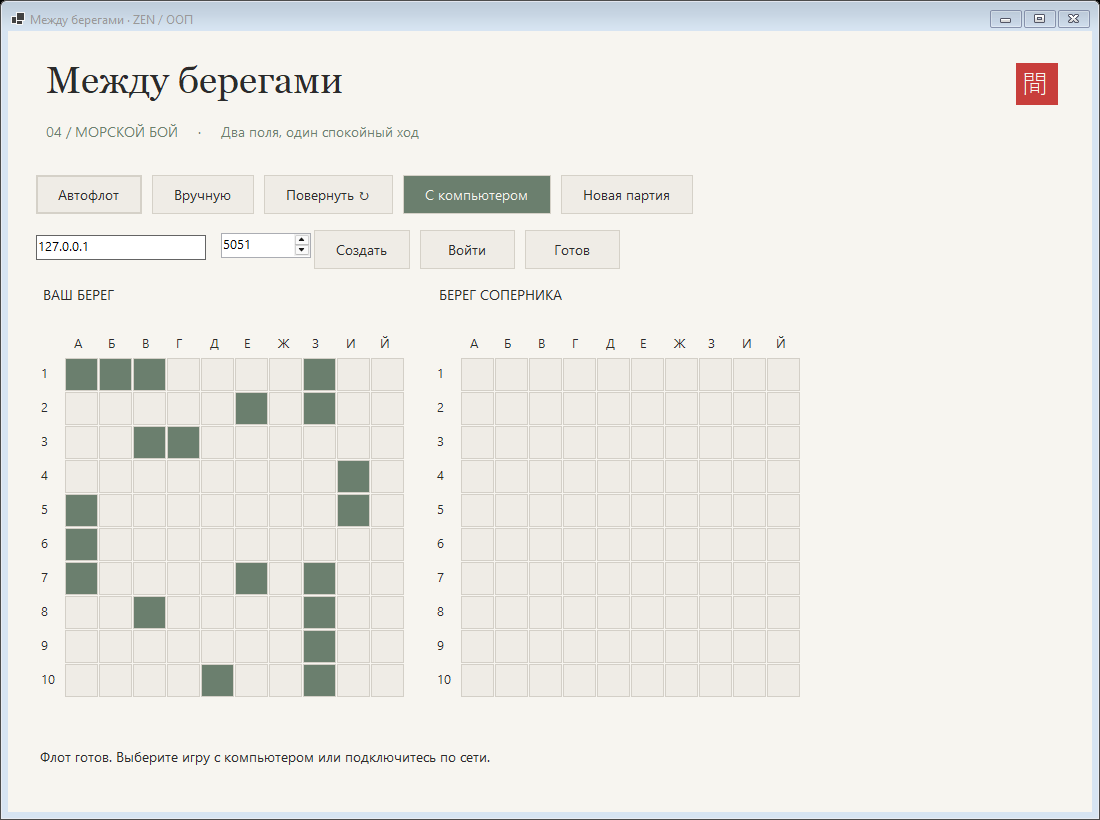 Между берегами · ZEN / ООП
Между берегами
間
04 / МОРСКОЙ БОЙ · Два поля, один спокойный ход
Автофлот Вручную Повернуть ↻ С компьютером Новая партия
127.0.0.1 5051 Создать Войти Готов
ВАШ БЕРЕГ БЕРЕГ СОПЕРНИКА
А Б В Г Д Е Ж З И Й А Б В Г Д Е Ж З И Й
1 1
2 2
3 3
4 4
5 5
6 6
7 7
8 8
9 9
10 10
Флот готов. Выберите игру с компьютером или подключитесь по сети.